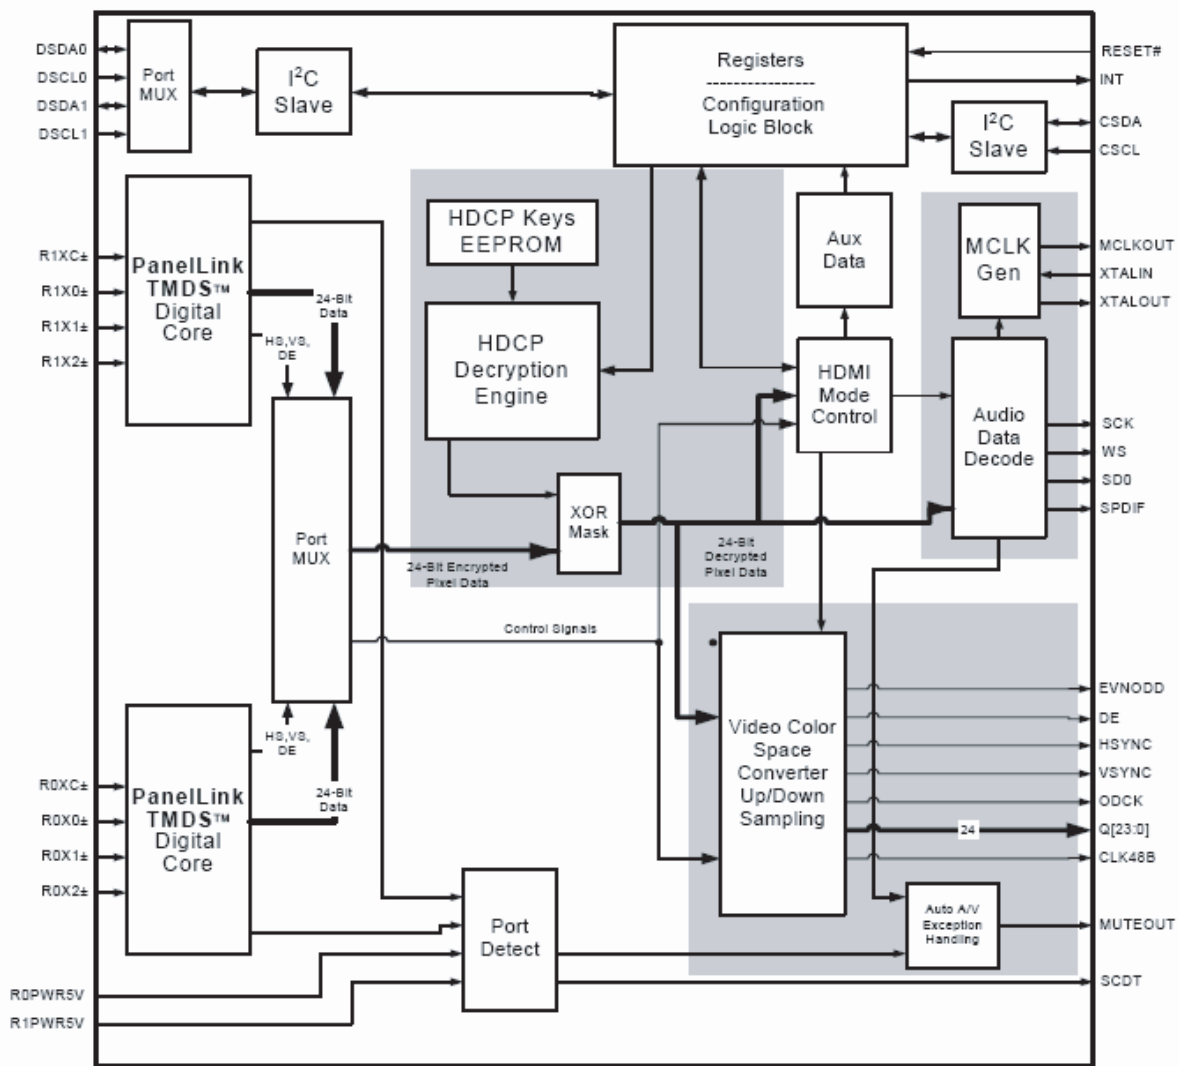 DSDA0
DSCL0
DSDA1
DSCL1
Port
MUX
I2C
Slave
Registers
--------------
Configuration
Logic Block
RESET#
INT
I2C
Slave
CSDA
CSCL
PanelLink
TMDS™
Digital
Core
R1XC±
R1X0±
R1X1±
R1X2±
24-Bit
Data
HS,VS,
DE
HDCP Keys
EEPROM
HDCP
Decryption
Engine
Aux
Data
HDMI
Mode
Control
MCLK
Gen
MCLKOUT
XTALIN
XTALOUT
Audio
Data
Decode
SCK
WS
SD0
SPDIF
XOR
Mask
Port
MUX
24-Bit Encrypted
Pixel Data
24-Bit
Decrypted
Pixel Data
Control Signals
HS,VS,
DE
24-Bit
Data
PanelLink
TMDS™
Digital
Core
R0XC±
R0X0±
R0X1±
R0X2±
Video Color
Space
Converter
Up/Down
Sampling
EVNODD
DE
HSYNC
VSYNC
ODCK
24
Q[23:0]
CLK48B
Port
Detect
Auto A/V
Exception
Handling
MUTEOUT
SCDT
R0PWR5V
R1PWR5V